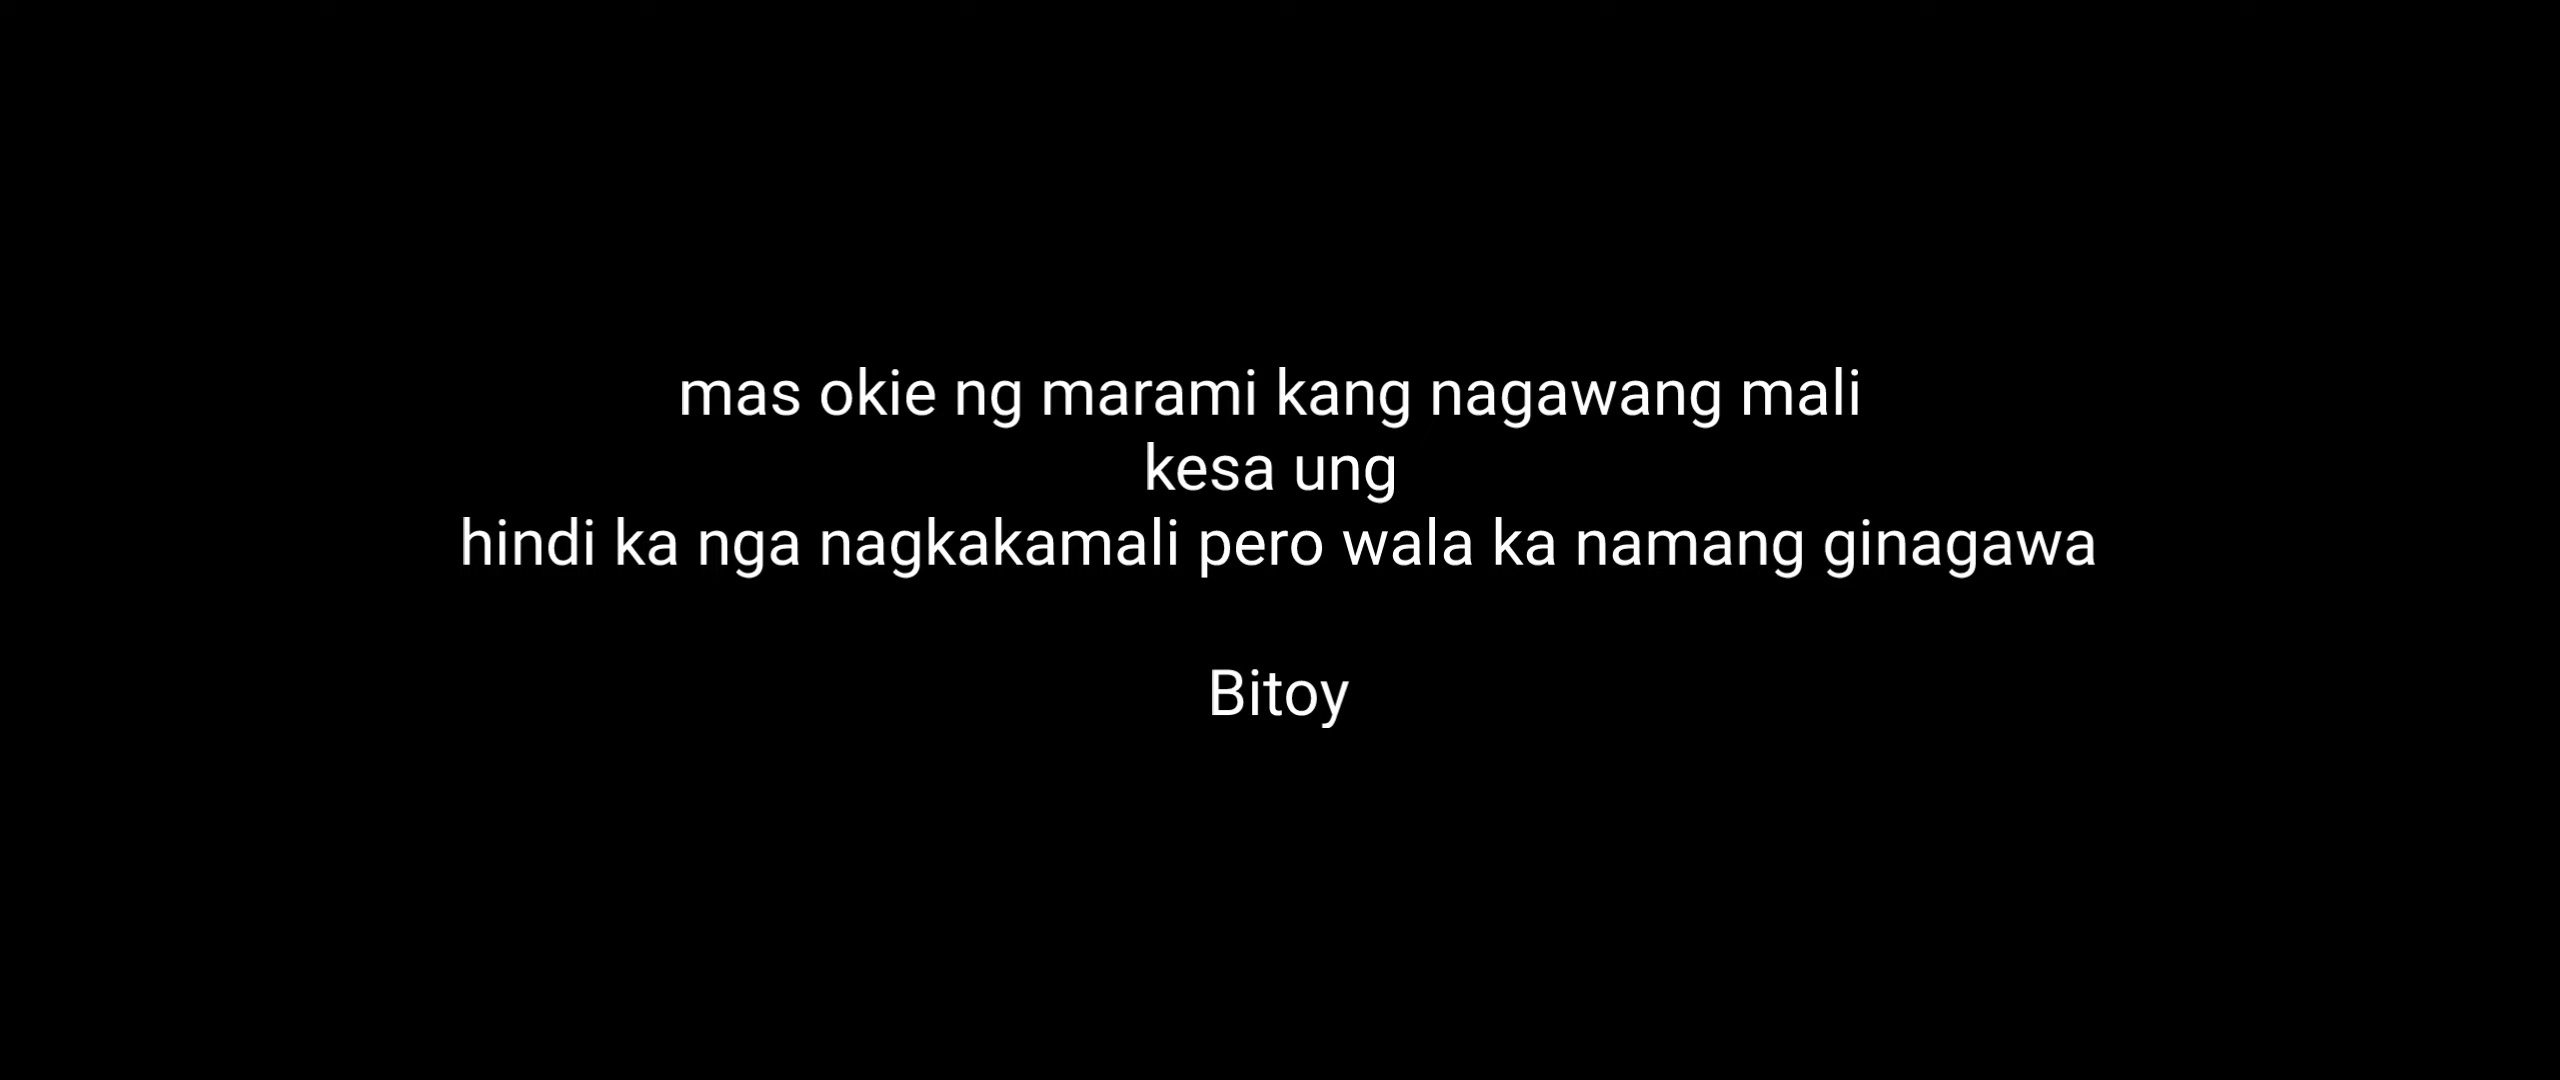 mas okie ng marami kang nagawang mali
kesa ung
hindi ka nga nagkakamali pero wala ka namang ginagawa
Bitoy